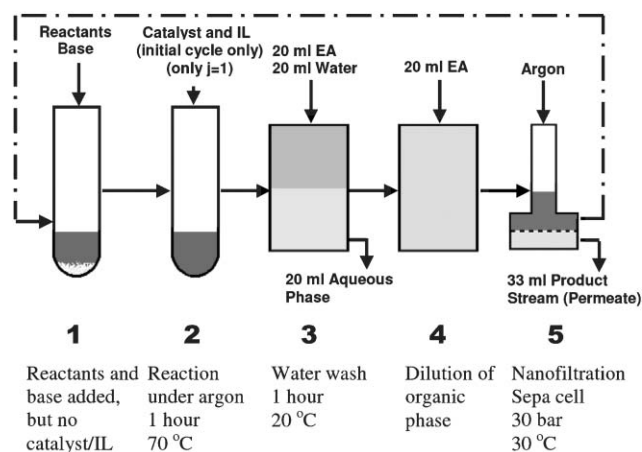 Reactants
Base
Catalyst and IL
(initial cycle only)
(only j=1)
20 ml EA
20 ml Water
20 ml EA
Argon
20 ml Aqueous
Phase
33 ml Product
Stream (Permeate)
1
2
3
4
5
Reactants and
base added,
but no
catalyst/IL
Reaction
under argon
1 hour
70 °C
Water wash
1 hour
20 °C
Dilution of
organic
phase
Nanofiltration
Sepa cell
30 bar
30 °C